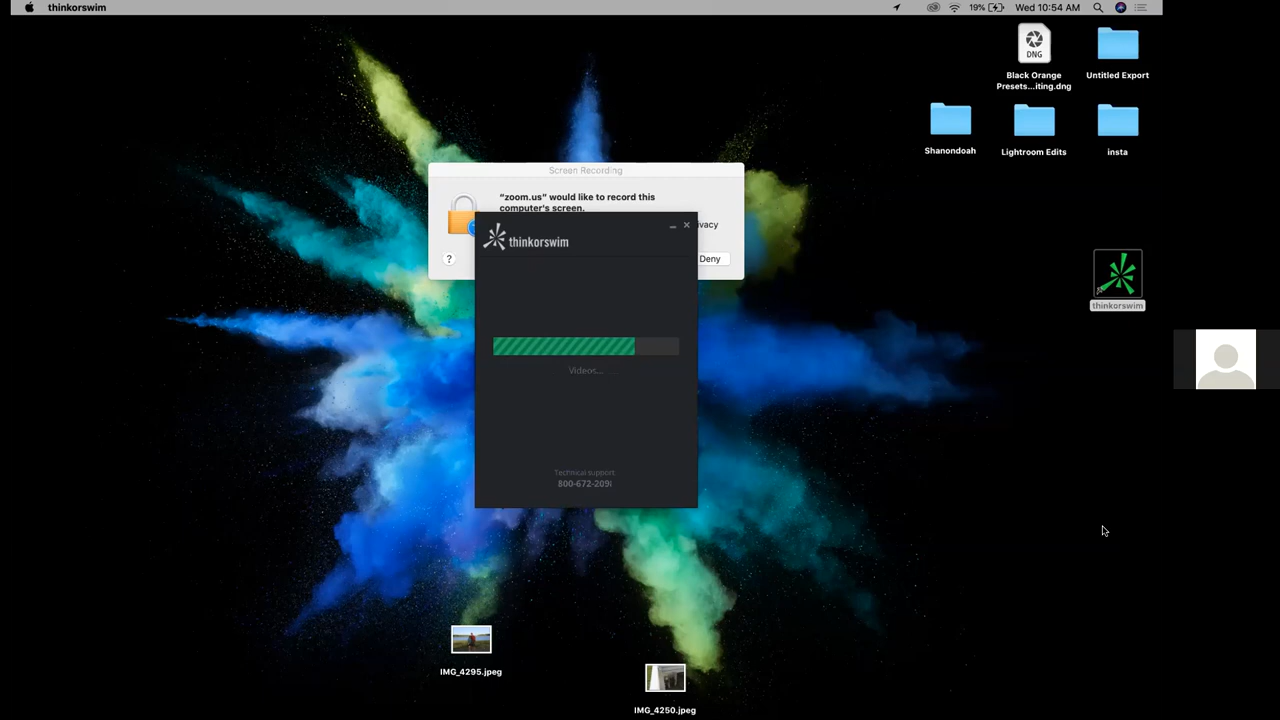 thinkorswim
19%
Wed 10:54 AM
DNG
Black Orange
Presets...iting.dng
Untitled Export
Shanondoah
Lightroom Edits
insta
Screen Recording
“zoom.us” would like to record this
computer's screen.
Deny
?
thinkorswim
Videos...
Technical support:
800-672-209
thinkorswim
IMG_4295.jpeg
IMG_4250.jpeg